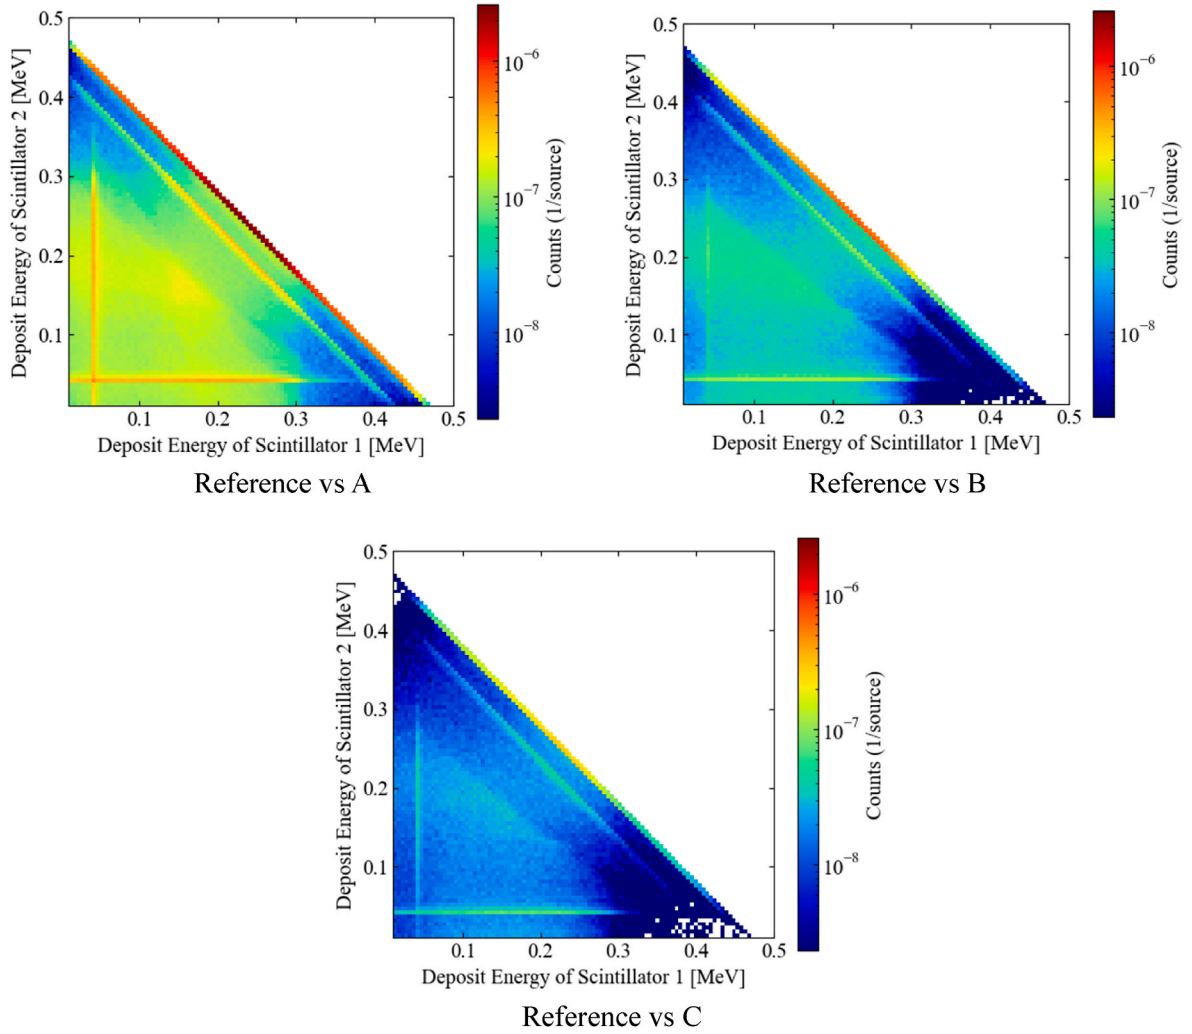 0.5
0.4
0.3
0.2
0.1
Deposit Energy of Scintillator 2 [MeV]
0.1 0.2 0.3 0.4 0.5
Deposit Energy of Scintillator 1 [MeV]
10⁻⁶
10⁻⁷
10⁻⁸
Counts (1/source)
Reference vs A
0.5
0.4
0.3
0.2
0.1
Deposit Energy of Scintillator 2 [MeV]
0.1 0.2 0.3 0.4 0.5
Deposit Energy of Scintillator 1 [MeV]
10⁻⁶
10⁻⁷
10⁻⁸
Counts (1/source)
Reference vs B
0.5
0.4
0.3
0.2
0.1
Deposit Energy of Scintillator 2 [MeV]
0.1 0.2 0.3 0.4 0.5
Deposit Energy of Scintillator 1 [MeV]
10⁻⁶
10⁻⁷
10⁻⁸
Counts (1/source)
Reference vs C